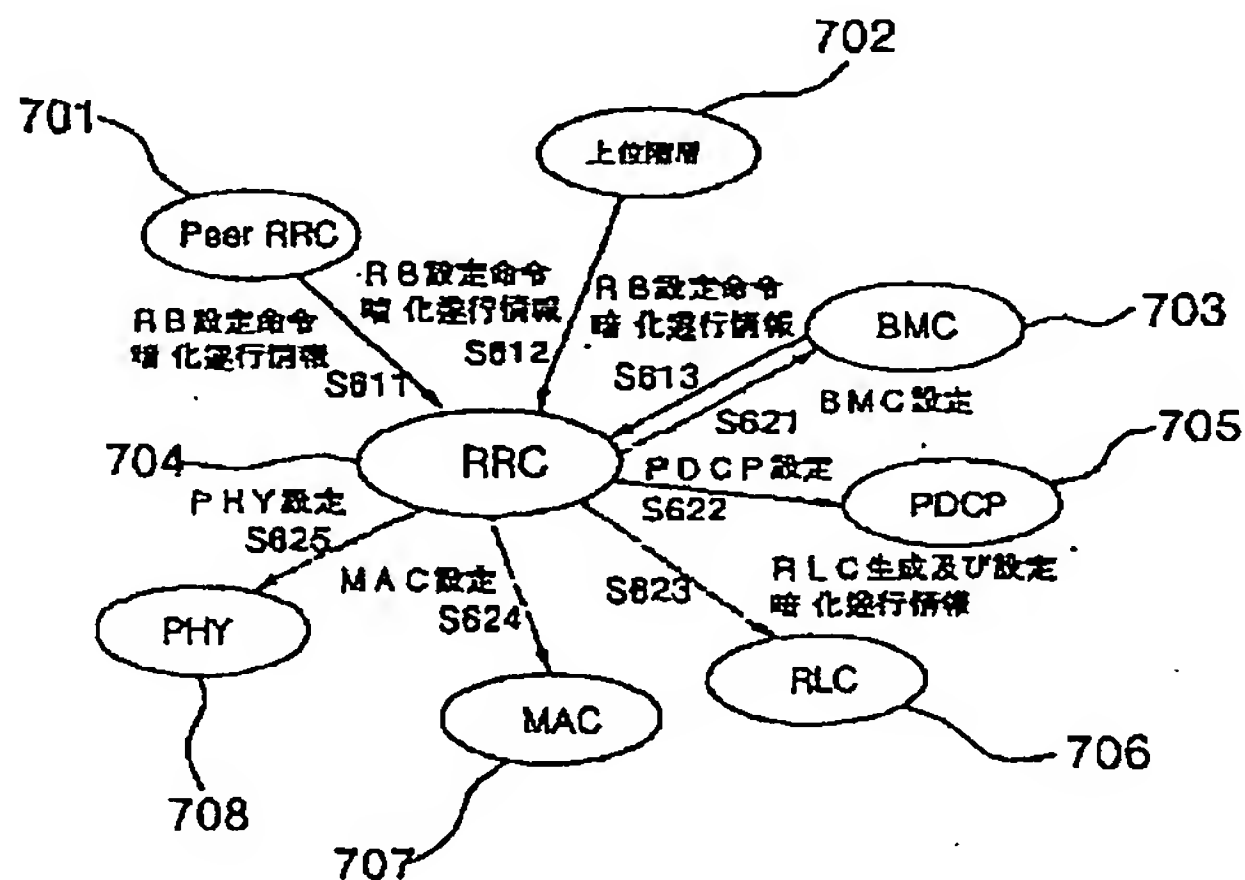 702
701
上位階層
Peer RRC
RB設定命令
暗 化遂行情報
S612
RB設定命令
暗 化遂行情報
S611
RB設定命令
暗 化遂行情報
S613
BMC
703
S621
BMC設定
704
RRC
PDCP設定
S622
705
PDCP
PHY設定
S625
MAC設定
S624
S623
RLC生成及び設定
暗 化遂行情報
PHY
MAC
RLC
706
708
707